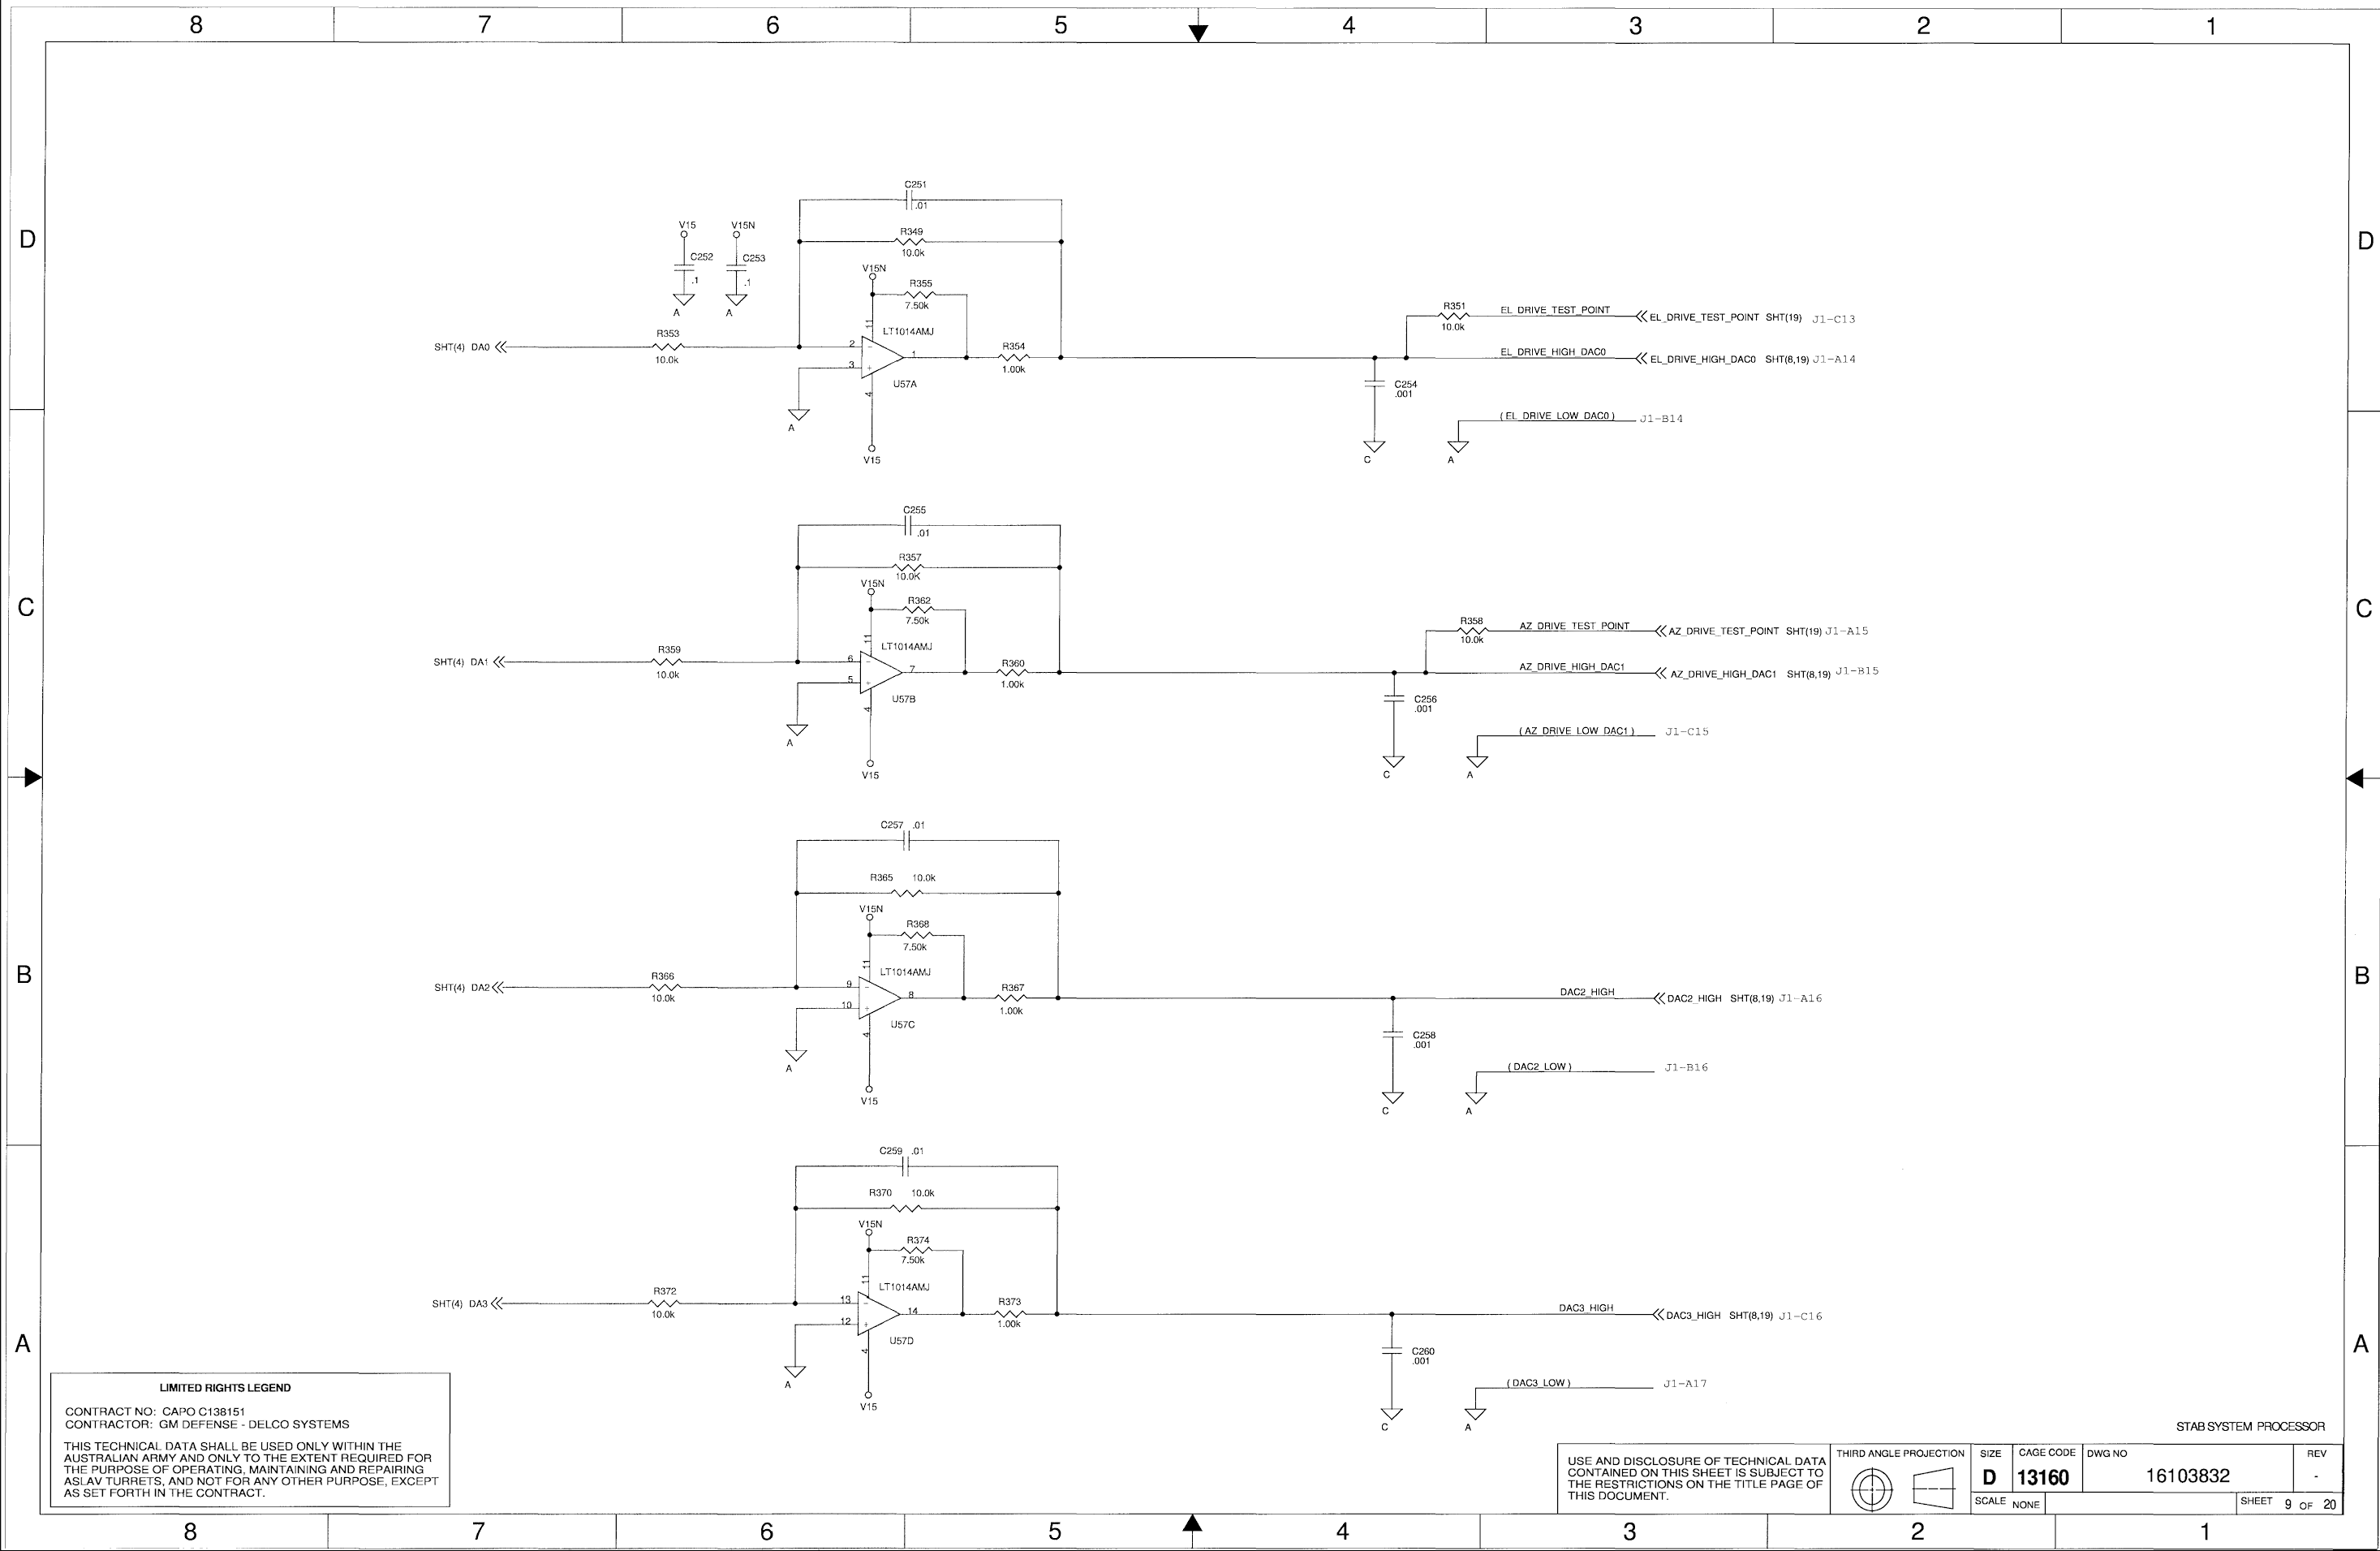 8 7 6 5 4 3 2 1
D
C
B
A
D
C
B
A
C251
.01
R349
10.0k
V15 V15N
C252 C253
.1 .1
A A
V15N
R355
7.50k
11
LT1014AMJ
SHT(4) DA0
R353
10.0k
2 -
3 +
1
4
U57A
A
V15
R354
1.00k
R351
10.0k
EL_DRIVE_TEST_POINT
EL_DRIVE_TEST_POINT SHT(19) J1-C13
EL_DRIVE_HIGH_DAC0
EL_DRIVE_HIGH_DAC0 SHT(8,19) J1-A14
C254
.001
(EL_DRIVE_LOW_DAC0) J1-B14
C A
C255
.01
R357
10.0K
V15N
R362
7.50k
11
LT1014AMJ
SHT(4) DA1
R359
10.0k
6 -
5 +
7
4
U57B
A
V15
R360
1.00k
R358
10.0k
AZ_DRIVE_TEST_POINT
AZ_DRIVE_TEST_POINT SHT(19) J1-A15
AZ_DRIVE_HIGH_DAC1
AZ_DRIVE_HIGH_DAC1 SHT(8,19) J1-B15
C256
.001
(AZ_DRIVE_LOW_DAC1) J1-C15
C A
C257 .01
R365 10.0k
V15N
R368
7.50k
11
LT1014AMJ
SHT(4) DA2
R366
10.0k
9 -
10 +
8
4
U57C
A
V15
R367
1.00k
DAC2_HIGH
DAC2_HIGH SHT(8,19) J1-A16
C258
.001
(DAC2_LOW) J1-B16
C A
C259 .01
R370 10.0k
V15N
R374
7.50k
11
LT1014AMJ
SHT(4) DA3
R372
10.0k
13 -
12 +
14
4
U57D
A
V15
R373
1.00k
DAC3_HIGH
DAC3_HIGH SHT(8,19) J1-C16
C260
.001
(DAC3_LOW) J1-A17
C A
LIMITED RIGHTS LEGEND
CONTRACT NO: CAPO C138151
CONTRACTOR: GM DEFENSE - DELCO SYSTEMS
THIS TECHNICAL DATA SHALL BE USED ONLY WITHIN THE
AUSTRALIAN ARMY AND ONLY TO THE EXTENT REQUIRED FOR
THE PURPOSE OF OPERATING, MAINTAINING AND REPAIRING
ASLAV TURRETS, AND NOT FOR ANY OTHER PURPOSE, EXCEPT
AS SET FORTH IN THE CONTRACT.
STAB SYSTEM PROCESSOR
USE AND DISCLOSURE OF TECHNICAL DATA
CONTAINED ON THIS SHEET IS SUBJECT TO
THE RESTRICTIONS ON THE TITLE PAGE OF
THIS DOCUMENT.
THIRD ANGLE PROJECTION
SIZE
D
CAGE CODE
13160
DWG NO
16103832
REV
-
SCALE NONE
SHEET 9 OF 20
8 7 6 5 4 3 2 1